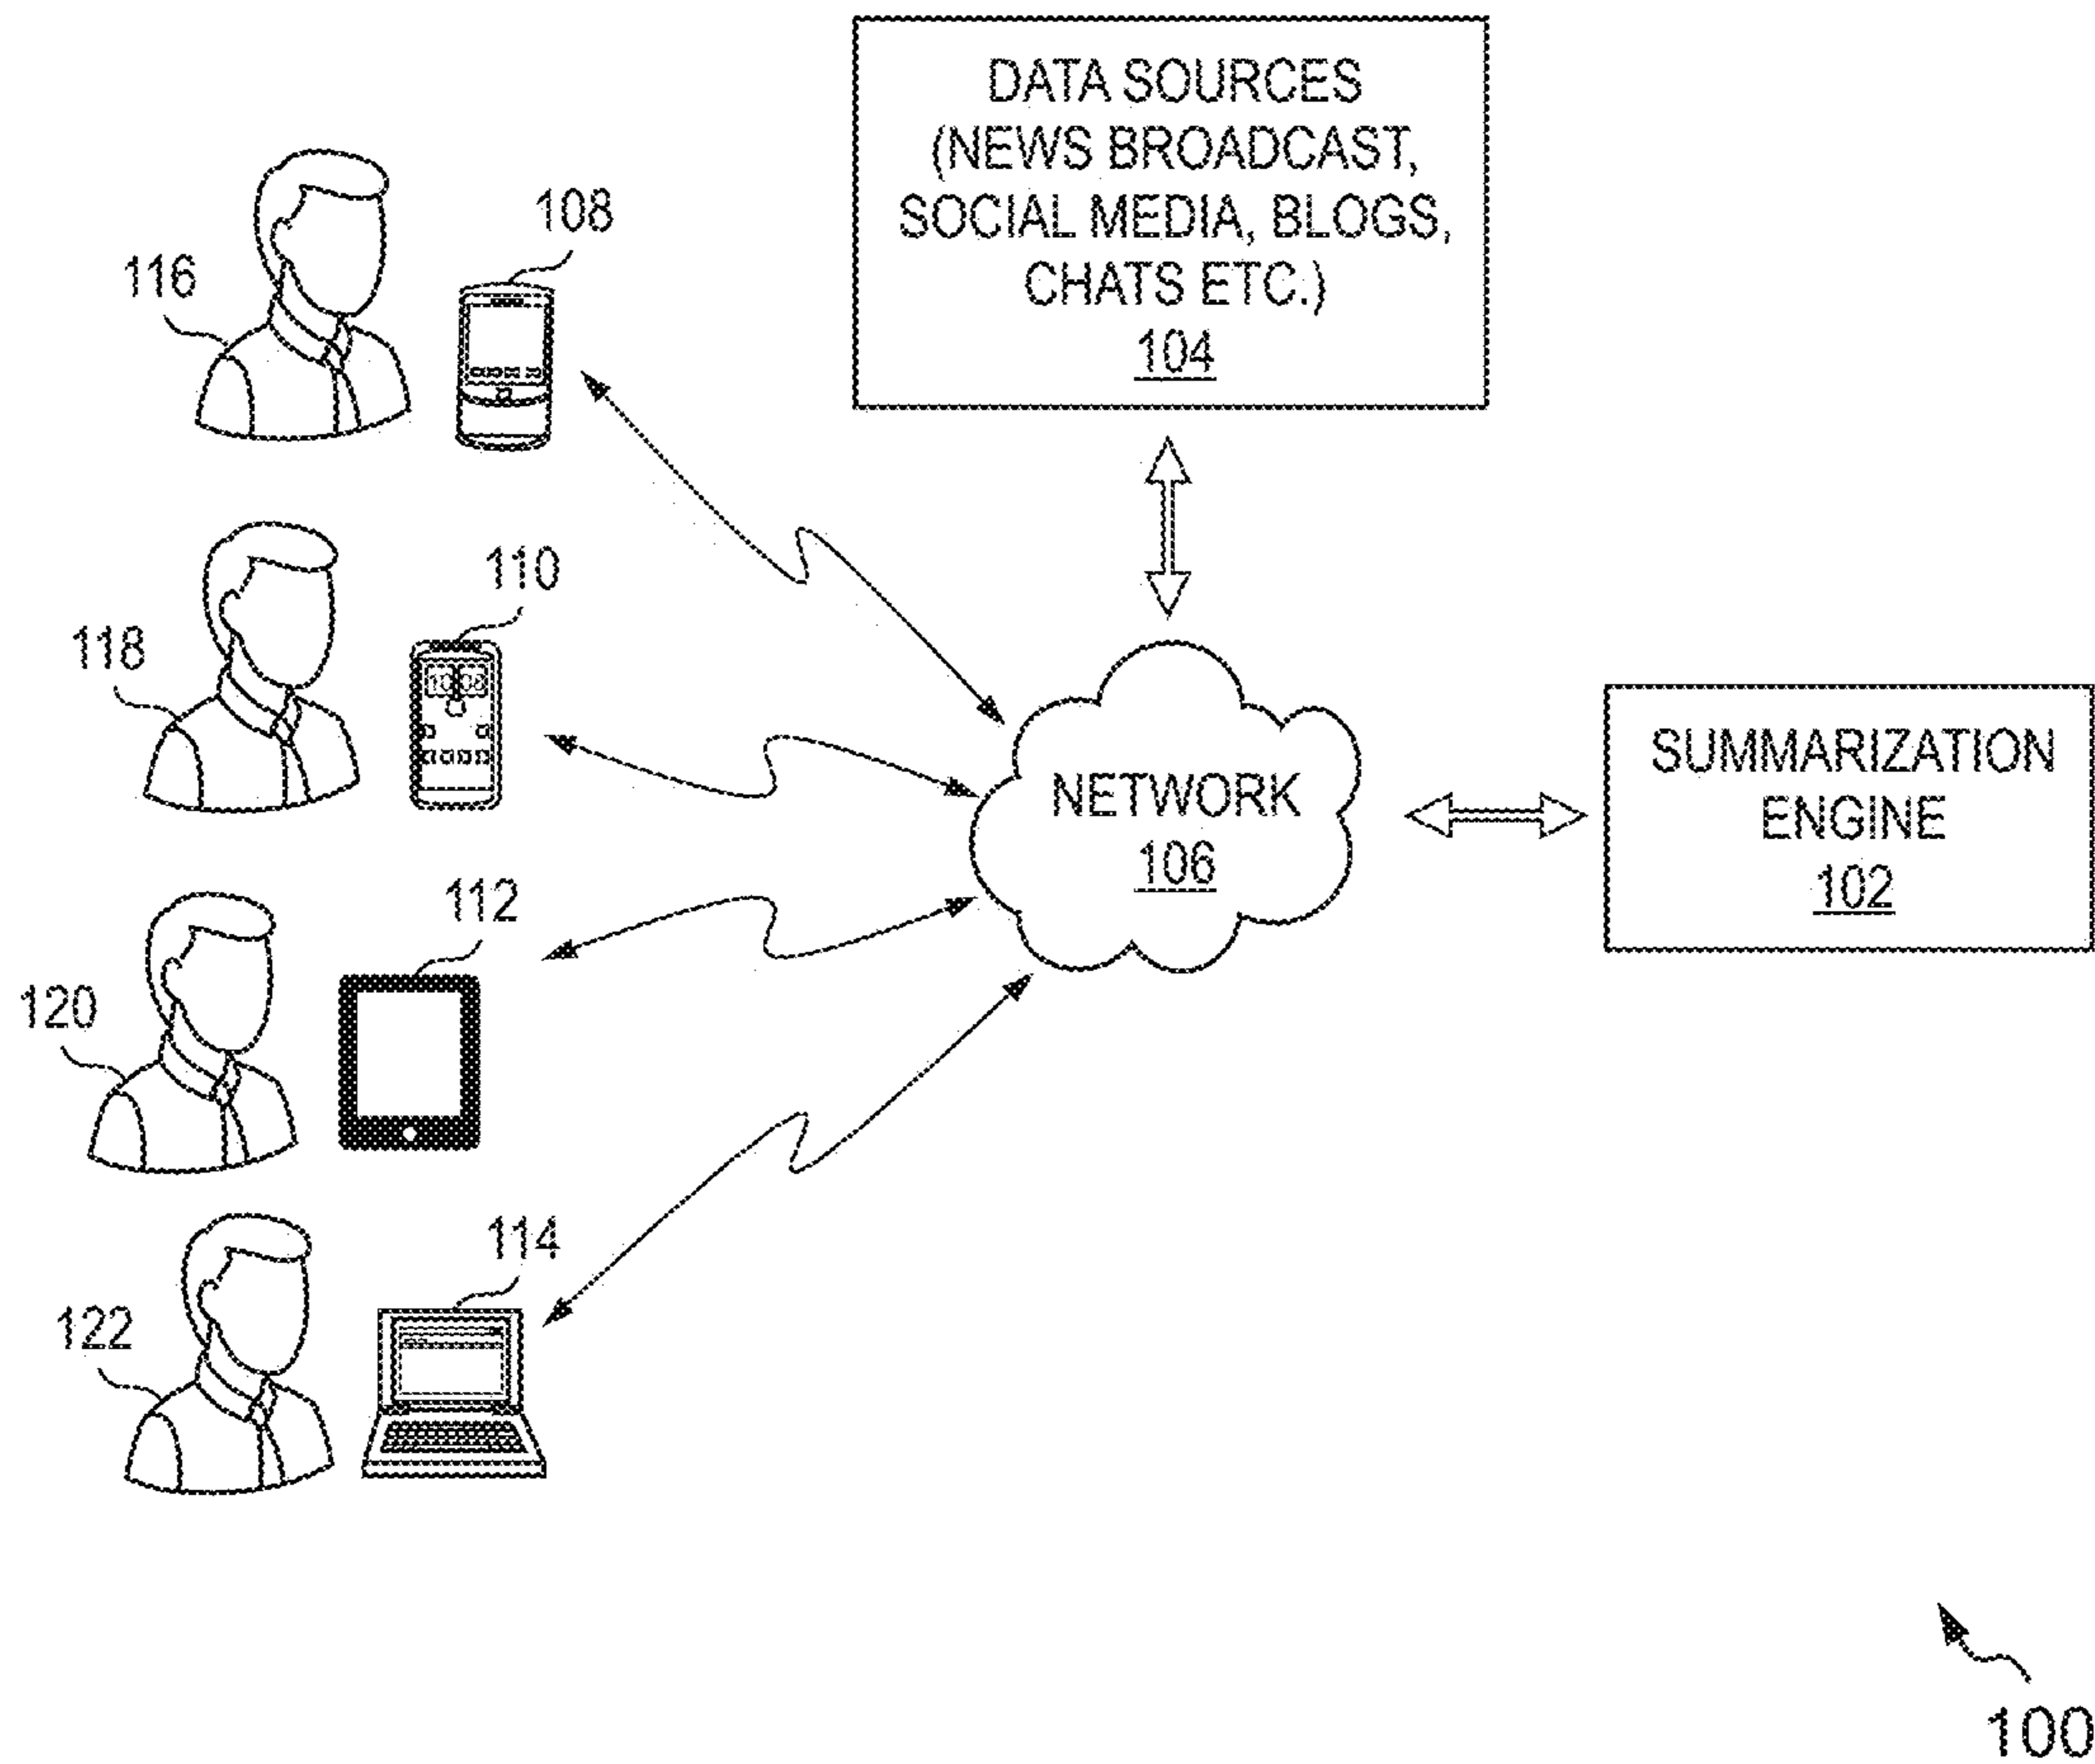 DATA SOURCES
(NEWS BROADCAST,
SOCIAL MEDIA, BLOGS,
CHATS ETC.)
104
108
116
110
118
NETWORK
106
SUMMARIZATION
ENGINE
102
112
120
114
122
100